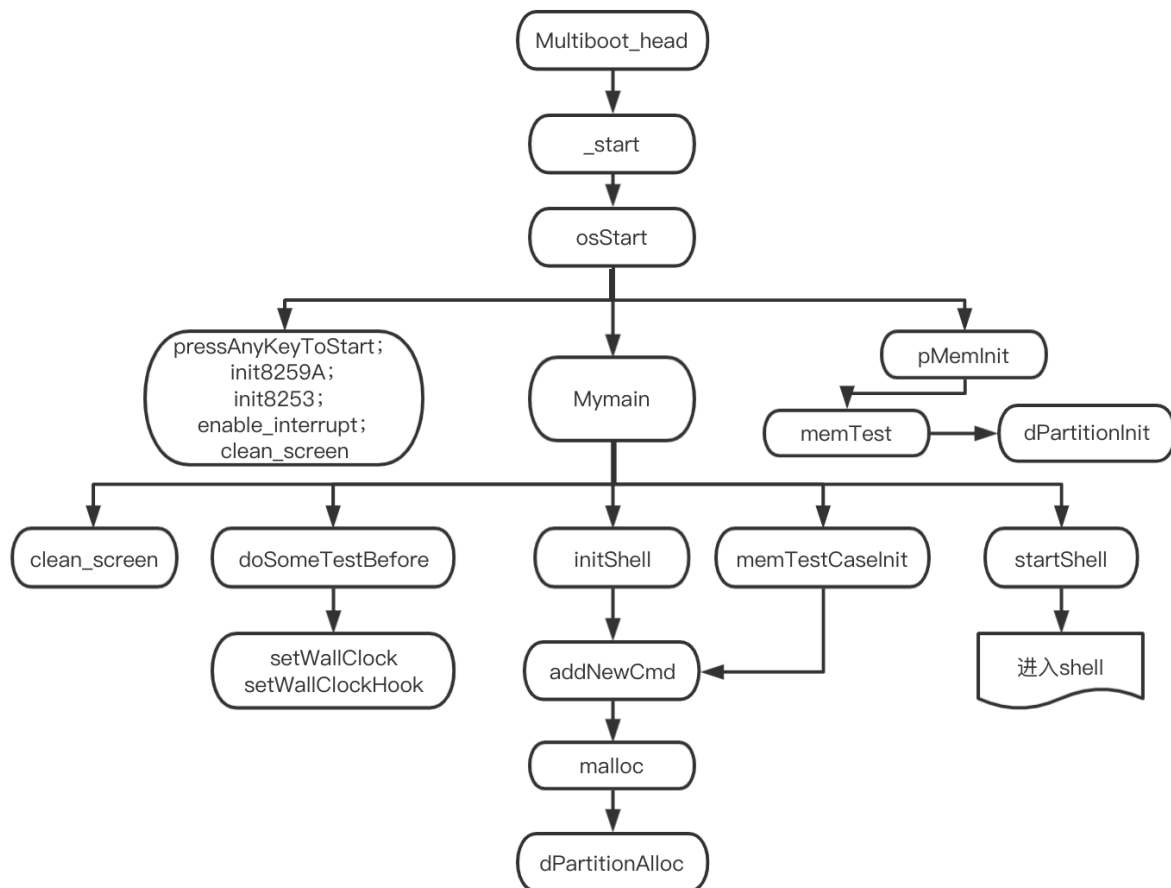 Multiboot_head
_start
osStart
pressAnyKeyToStart；
init8259A；
init8253；
enable_interrupt；
clean_screen
Mymain
pMemInit
memTest
dPartitionInit
clean_screen
doSomeTestBefore
initShell
memTestCaseInit
startShell
setWallClock
setWallClockHook
addNewCmd
进入shell
malloc
dPartitionAlloc